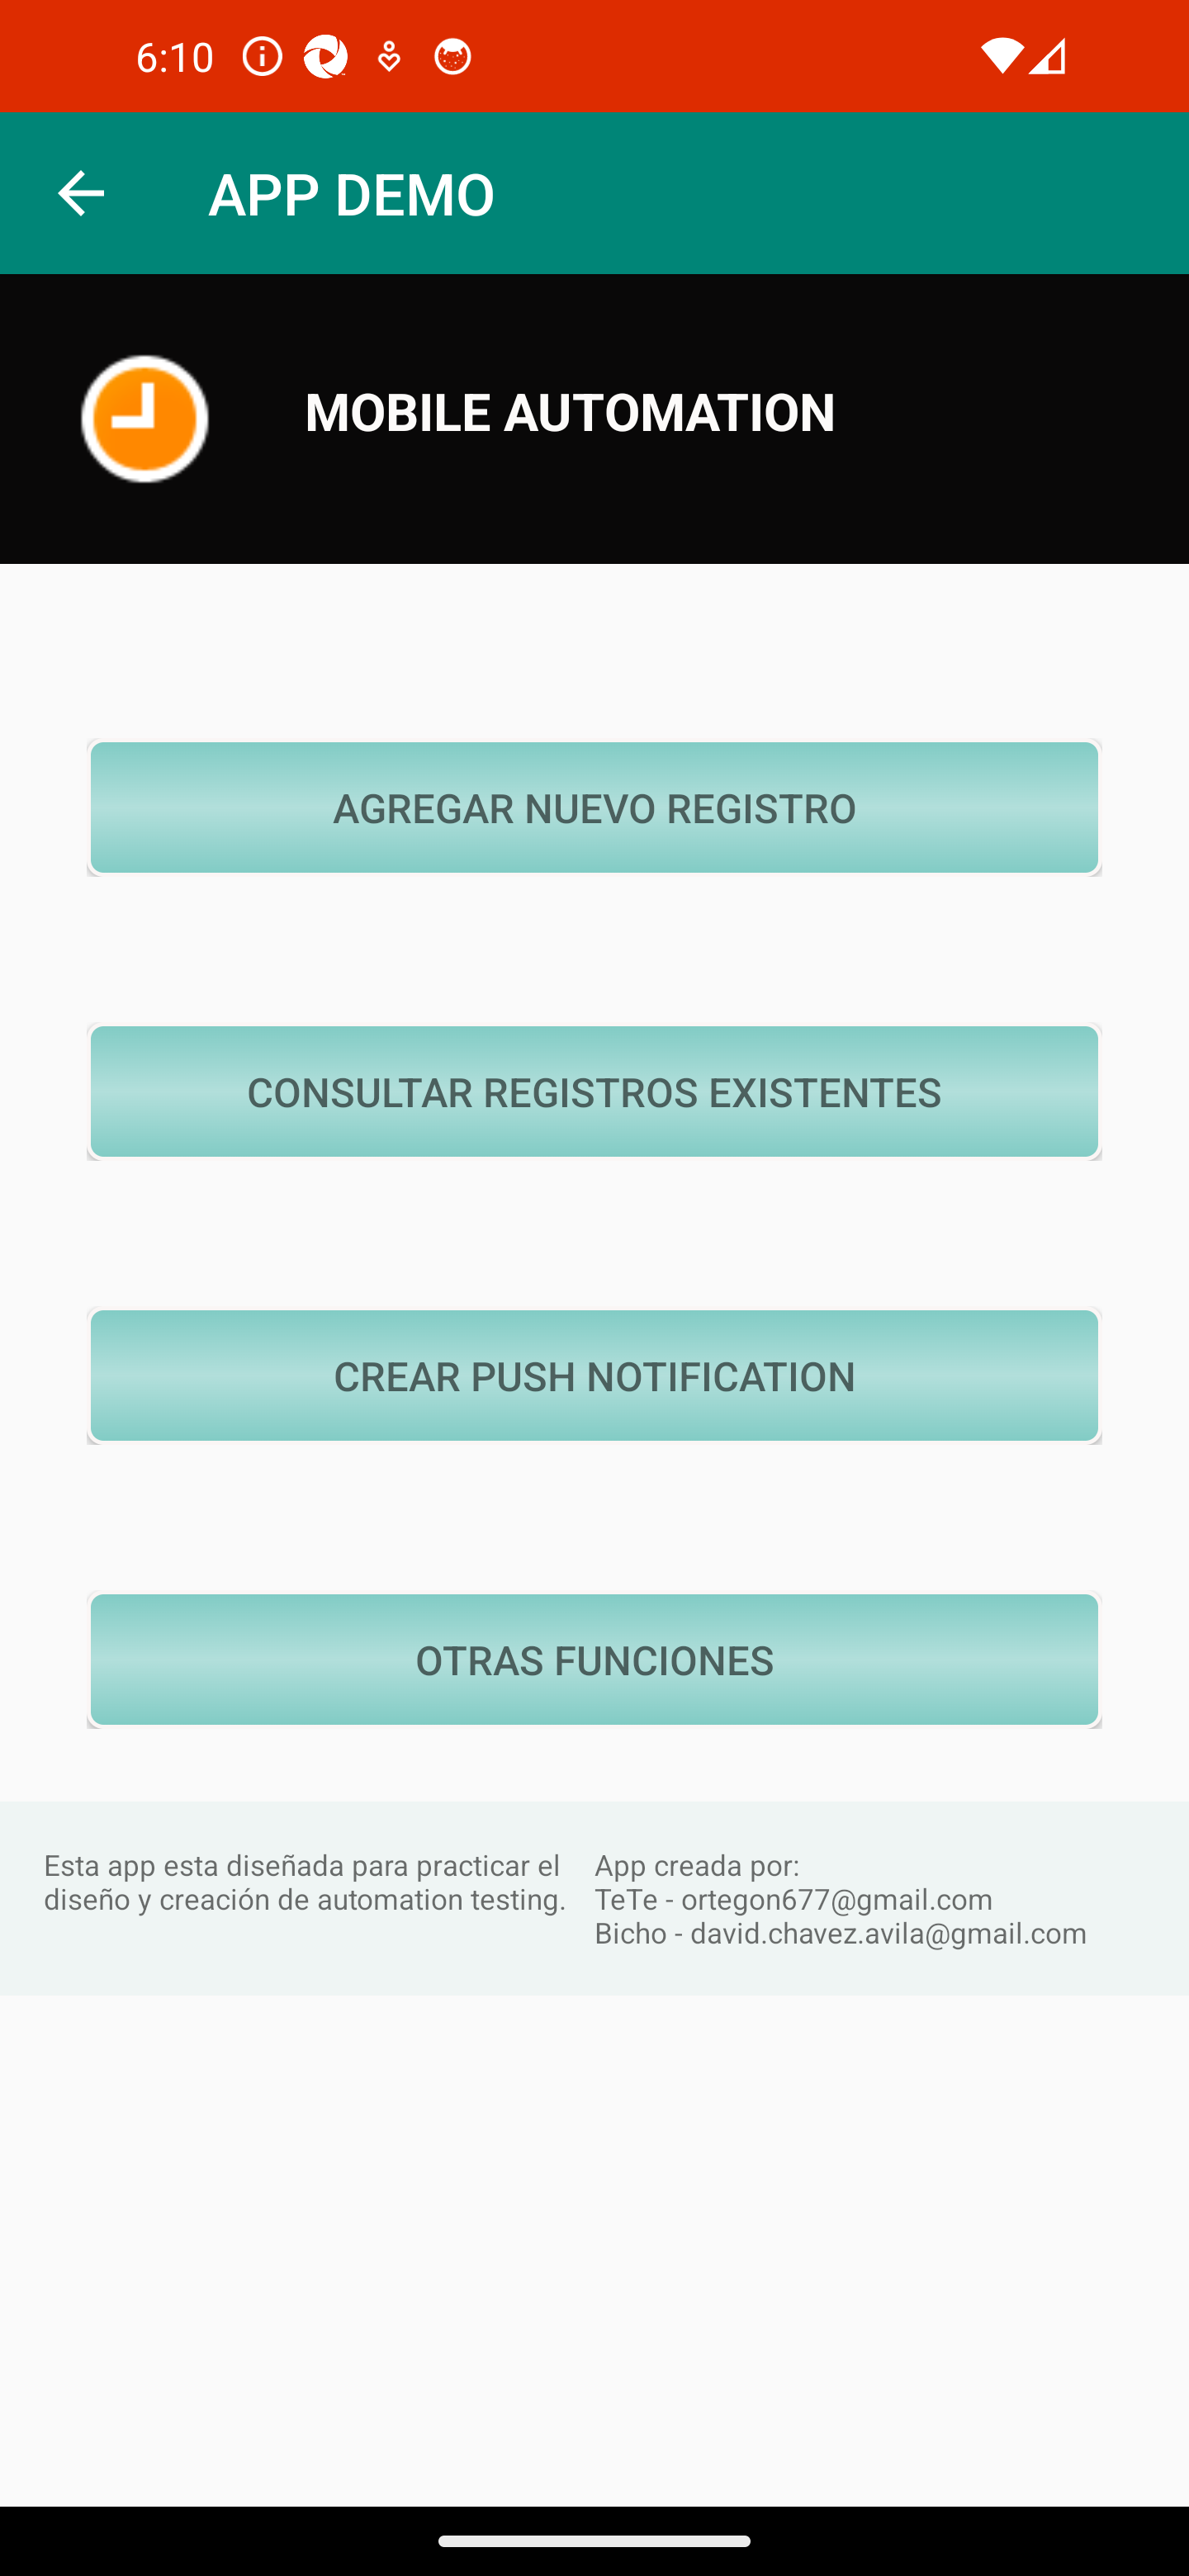 6:10
APP DEMO
MOBILE AUTOMATION
AGREGAR NUEVO REGISTRO
CONSULTAR REGISTROS EXISTENTES
CREAR PUSH NOTIFICATION
OTRAS FUNCIONES
Esta app esta diseñada para practicar el
diseño y creación de automation testing.
App creada por:
TeTe - ortegon677@gmail.com
Bicho - david.chavez.avila@gmail.com